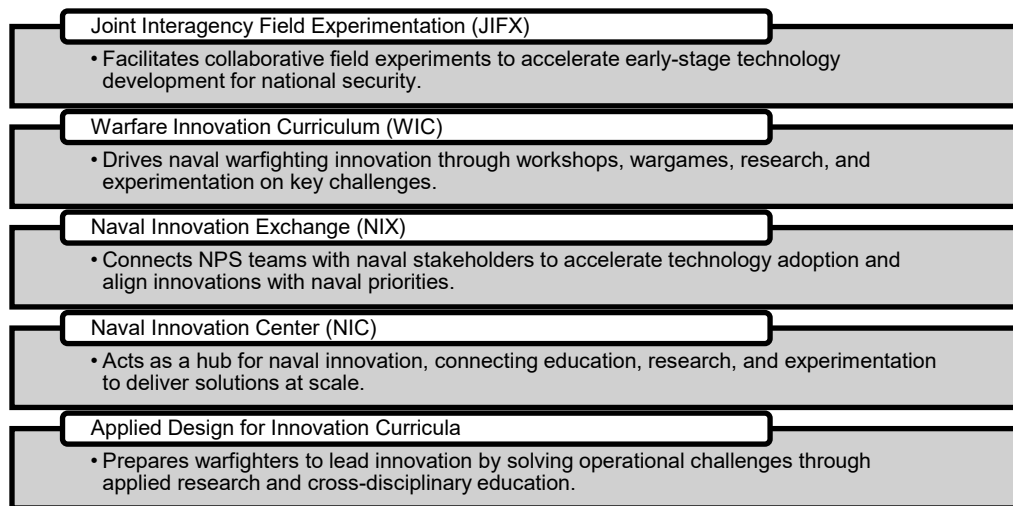 Joint Interagency Field Experimentation (JIFX)
• Facilitates collaborative field experiments to accelerate early-stage technology
development for national security.
Warfare Innovation Curriculum (WIC)
• Drives naval warfighting innovation through workshops, wargames, research, and
experimentation on key challenges.
Naval Innovation Exchange (NIX)
• Connects NPS teams with naval stakeholders to accelerate technology adoption and
align innovations with naval priorities.
Naval Innovation Center (NIC)
• Acts as a hub for naval innovation, connecting education, research, and experimentation
to deliver solutions at scale.
Applied Design for Innovation Curricula
• Prepares warfighters to lead innovation by solving operational challenges through
applied research and cross-disciplinary education.